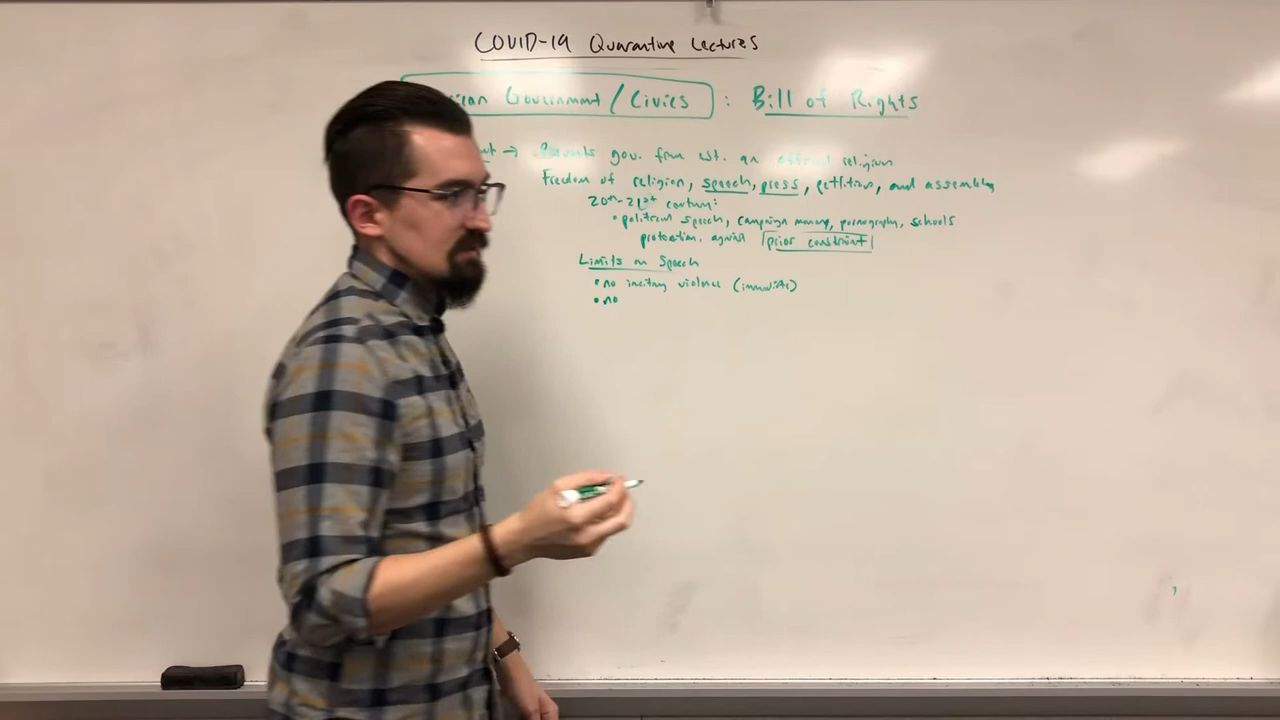 COVID-19 Quarantine Lectures
Government / Civics : Bill of Rights
→ Prevents gov. from est. an official religion
Freedom of religion, speech, press, petition, and assembly
20th-21st century:
• political speech, campaign money, pornography, schools
protection against prior constraint
Limits on Speech
• no inciting violence (immediate)
• no